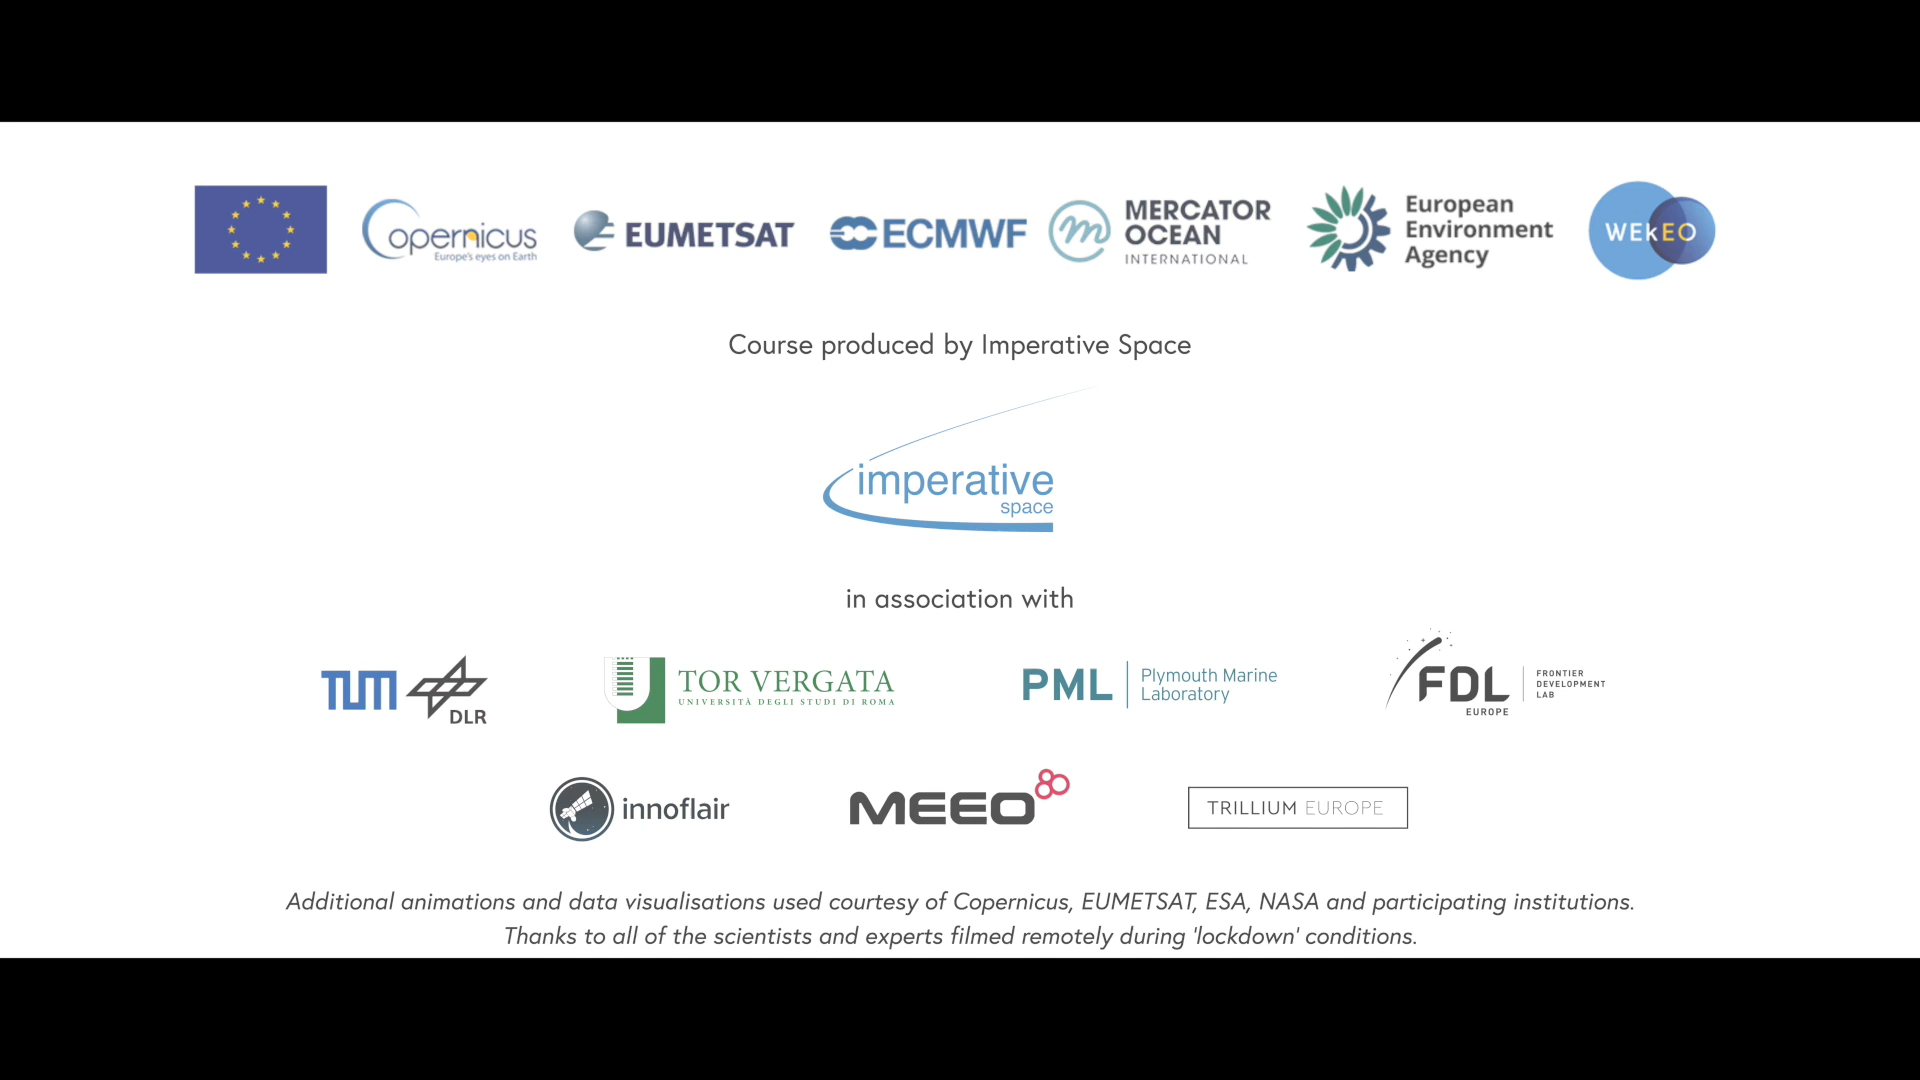 opernicus
Europe's eyes on Earth
EUMETSAT
ECMWF
m
MERCATOR
OCEAN
INTERNATIONAL
European
Environment
Agency
WEkEO
Course produced by Imperative Space
imperative
space
in association with
TUM
DLR
TOR VERGATA
UNIVERSITÀ DEGLI STUDI DI ROMA
PML
Plymouth Marine
Laboratory
FDL
EUROPE
FRONTIER
DEVELOPMENT
LAB
innoflair
MEEO
TRILLIUM EUROPE
Additional animations and data visualisations used courtesy of Copernicus, EUMETSAT, ESA, NASA and participating institutions.
Thanks to all of the scientists and experts filmed remotely during 'lockdown' conditions.